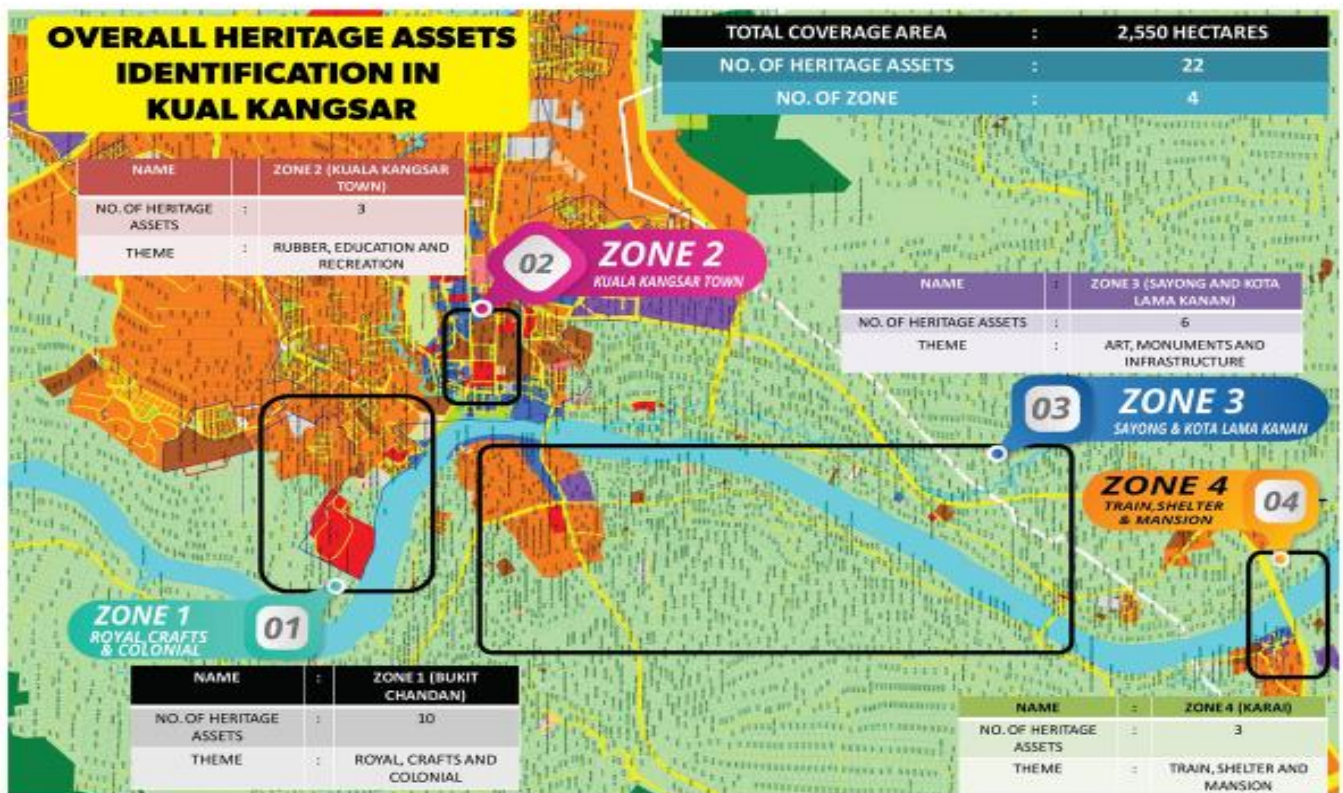 OVERALL HERITAGE ASSETS
IDENTIFICATION IN
KUAL KANGSAR
TOTAL COVERAGE AREA : 2,550 HECTARES
NO. OF HERITAGE ASSETS : 22
NO. OF ZONE : 4
NAME ZONE 2 (KUALA KANGSAR
TOWN)
NO. OF HERITAGE : 3
ASSETS
THEME : RUBBER, EDUCATION AND
RECREATION
02 ZONE 2
KUALA KANGSAR TOWN
NAME : ZONE 3 (SAYONG AND KOTA
LAMA KANAN)
NO. OF HERITAGE ASSETS : 6
THEME : ART, MONUMENTS AND
INFRASTRUCTURE
03 ZONE 3
SAYONG & KOTA LAMA KANAN
ZONE 4 04
TRAIN, SHELTER
& MANSION
ZONE 1 01
ROYAL, CRAFTS
& COLONIAL
NAME : ZONE 1 (BUKIT
CHANDAN)
NO. OF HERITAGE : 10
ASSETS
THEME : ROYAL, CRAFTS AND
COLONIAL
NAME : ZONE 4 (KARAI)
NO. OF HERITAGE : 3
ASSETS
THEME : TRAIN, SHELTER AND
MANSION